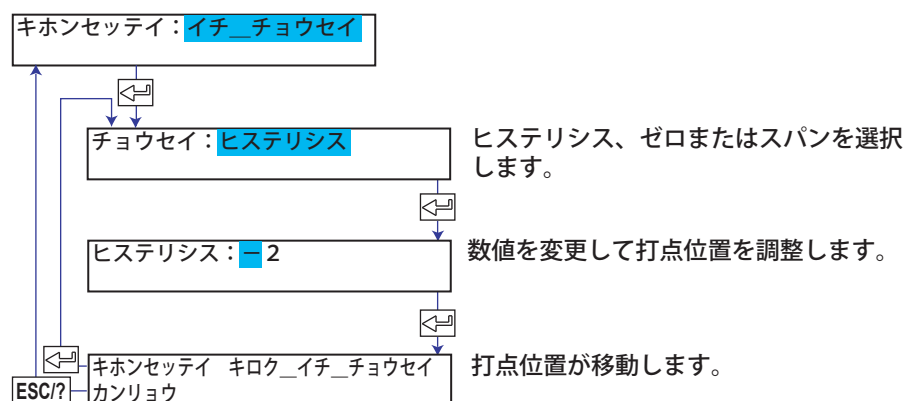 キホンセッテイ：イチ＿チョウセイ
チョウセイ：ヒステリシス
ヒステリシス、ゼロまたはスパンを選択
します。
ヒステリシス：－2
数値を変更して打点位置を調整します。
キホンセッテイ　キロク＿イチ＿チョウセイ
カンリョウ
打点位置が移動します。
ESC/?